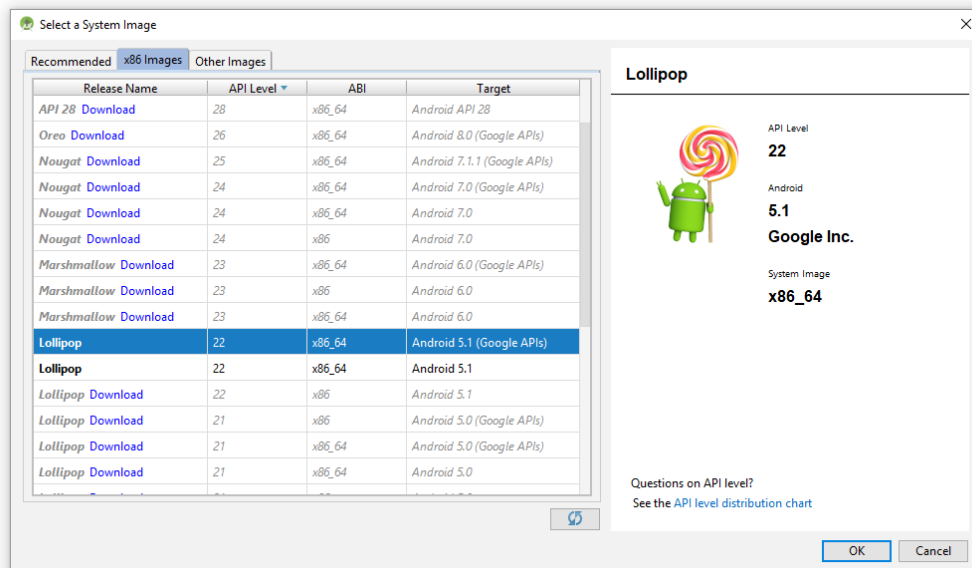 Select a System Image
Recommended x86 Images Other Images
Release Name API Level ABI Target
API 28 Download 28 x86_64 Android API 28
Oreo Download 26 x86_64 Android 8.0 (Google APIs)
Nougat Download 25 x86_64 Android 7.1.1 (Google APIs)
Nougat Download 24 x86_64 Android 7.0 (Google APIs)
Nougat Download 24 x86_64 Android 7.0
Nougat Download 24 x86 Android 7.0
Marshmallow Download 23 x86_64 Android 6.0 (Google APIs)
Marshmallow Download 23 x86 Android 6.0
Marshmallow Download 23 x86_64 Android 6.0
Lollipop 22 x86_64 Android 5.1 (Google APIs)
Lollipop 22 x86_64 Android 5.1
Lollipop Download 22 x86 Android 5.1
Lollipop Download 21 x86 Android 5.0 (Google APIs)
Lollipop Download 21 x86_64 Android 5.0 (Google APIs)
Lollipop Download 21 x86_64 Android 5.0
Lollipop
API Level
22
Android
5.1
Google Inc.
System Image
x86_64
Questions on API level?
See the API level distribution chart
OK Cancel